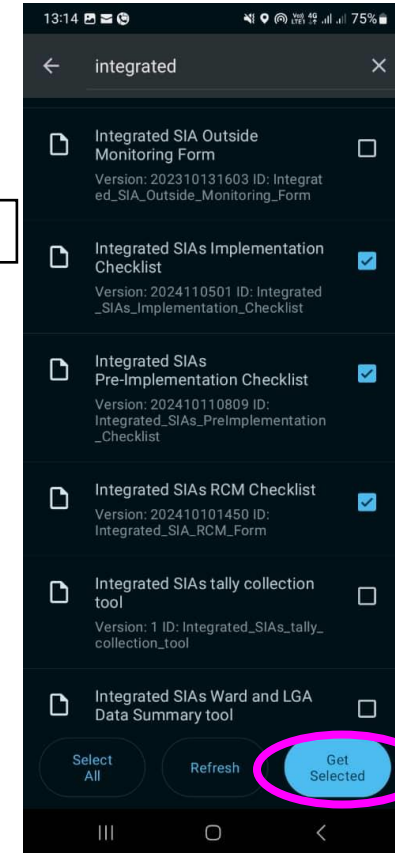 13:14
75%
integrated
Integrated SIA Outside
Monitoring Form
Version: 202310131603 ID: Integrat
ed_SIA_Outside_Monitoring_Form
Integrated SIAs Implementation
Checklist
Version: 2024110501 ID: Integrated
_SIAs_Implementation_Checklist
Integrated SIAs
Pre-Implementation Checklist
Version: 202410110809 ID:
Integrated_SIAs_PreImplementation
_Checklist
Integrated SIAs RCM Checklist
Version: 202410101450 ID:
Integrated_SIA_RCM_Form
Integrated SIAs tally collection
tool
Version: 1 ID: Integrated_SIAs_tally_
collection_tool
Integrated SIAs Ward and LGA
Data Summary tool
Select
All
Refresh
Get
Selected